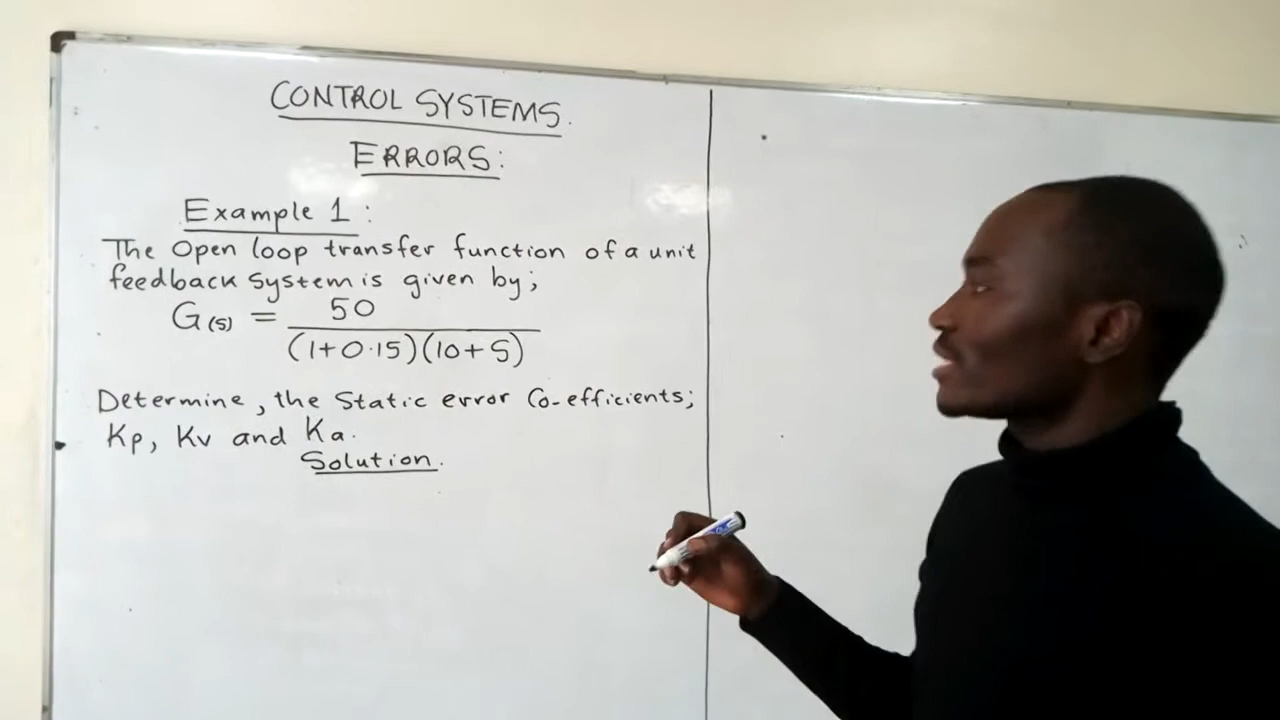 CONTROL SYSTEMS.
ERRORS:
Example 1:
The Open loop transfer function of a unit
feedback system is given by;
G(s) = 50
(1+0.1s)(10+s)
Determine, the Static error Co-efficients;
Kp, Kv and Ka.
Solution.